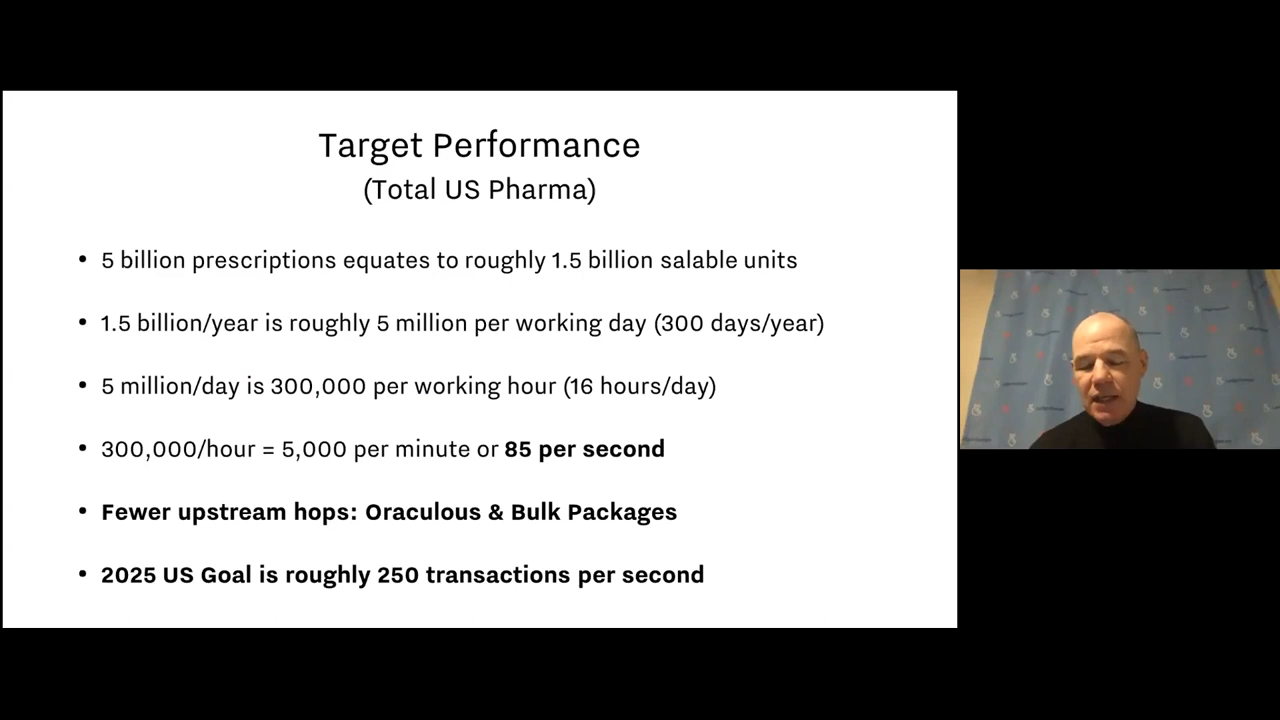 Target Performance
(Total US Pharma)
• 5 billion prescriptions equates to roughly 1.5 billion salable units
• 1.5 billion/year is roughly 5 million per working day (300 days/year)
• 5 million/day is 300,000 per working hour (16 hours/day)
• 300,000/hour = 5,000 per minute or 85 per second
• Fewer upstream hops: Oraculous & Bulk Packages
• 2025 US Goal is roughly 250 transactions per second